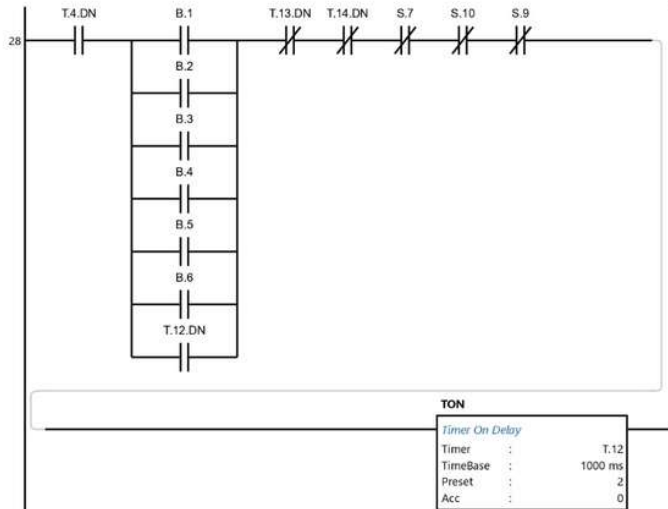 T.4.DN B.1 T.13.DN T.14.DN S.7 S.10 S.9
28
B.2
B.3
B.4
B.5
B.6
T.12.DN
TON
Timer On Delay
Timer : T.12
TimeBase : 1000 ms
Preset : 2
Acc : 0